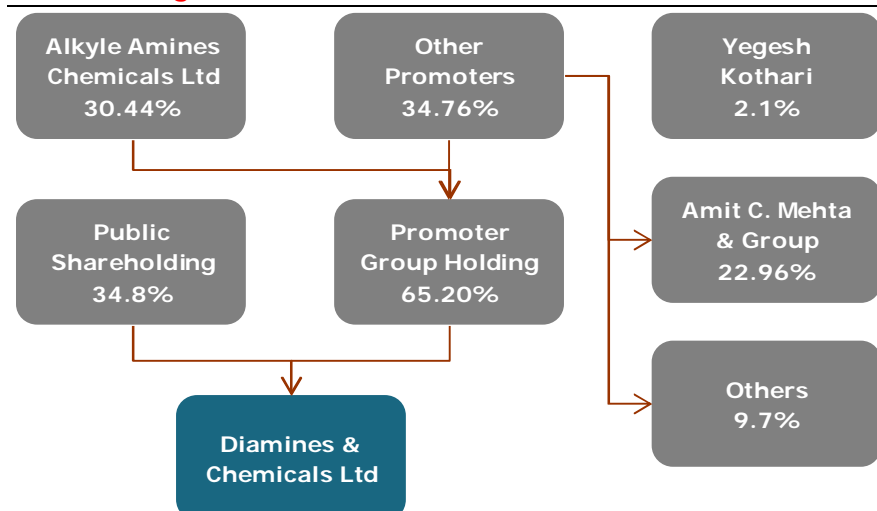 Alkyle Amines
Chemicals Ltd
30.44%
Other
Promoters
34.76%
Yegesh
Kothari
2.1%
Public
Shareholding
34.8%
Promoter
Group Holding
65.20%
Amit C. Mehta
& Group
22.96%
Diamines &
Chemicals Ltd
Others
9.7%